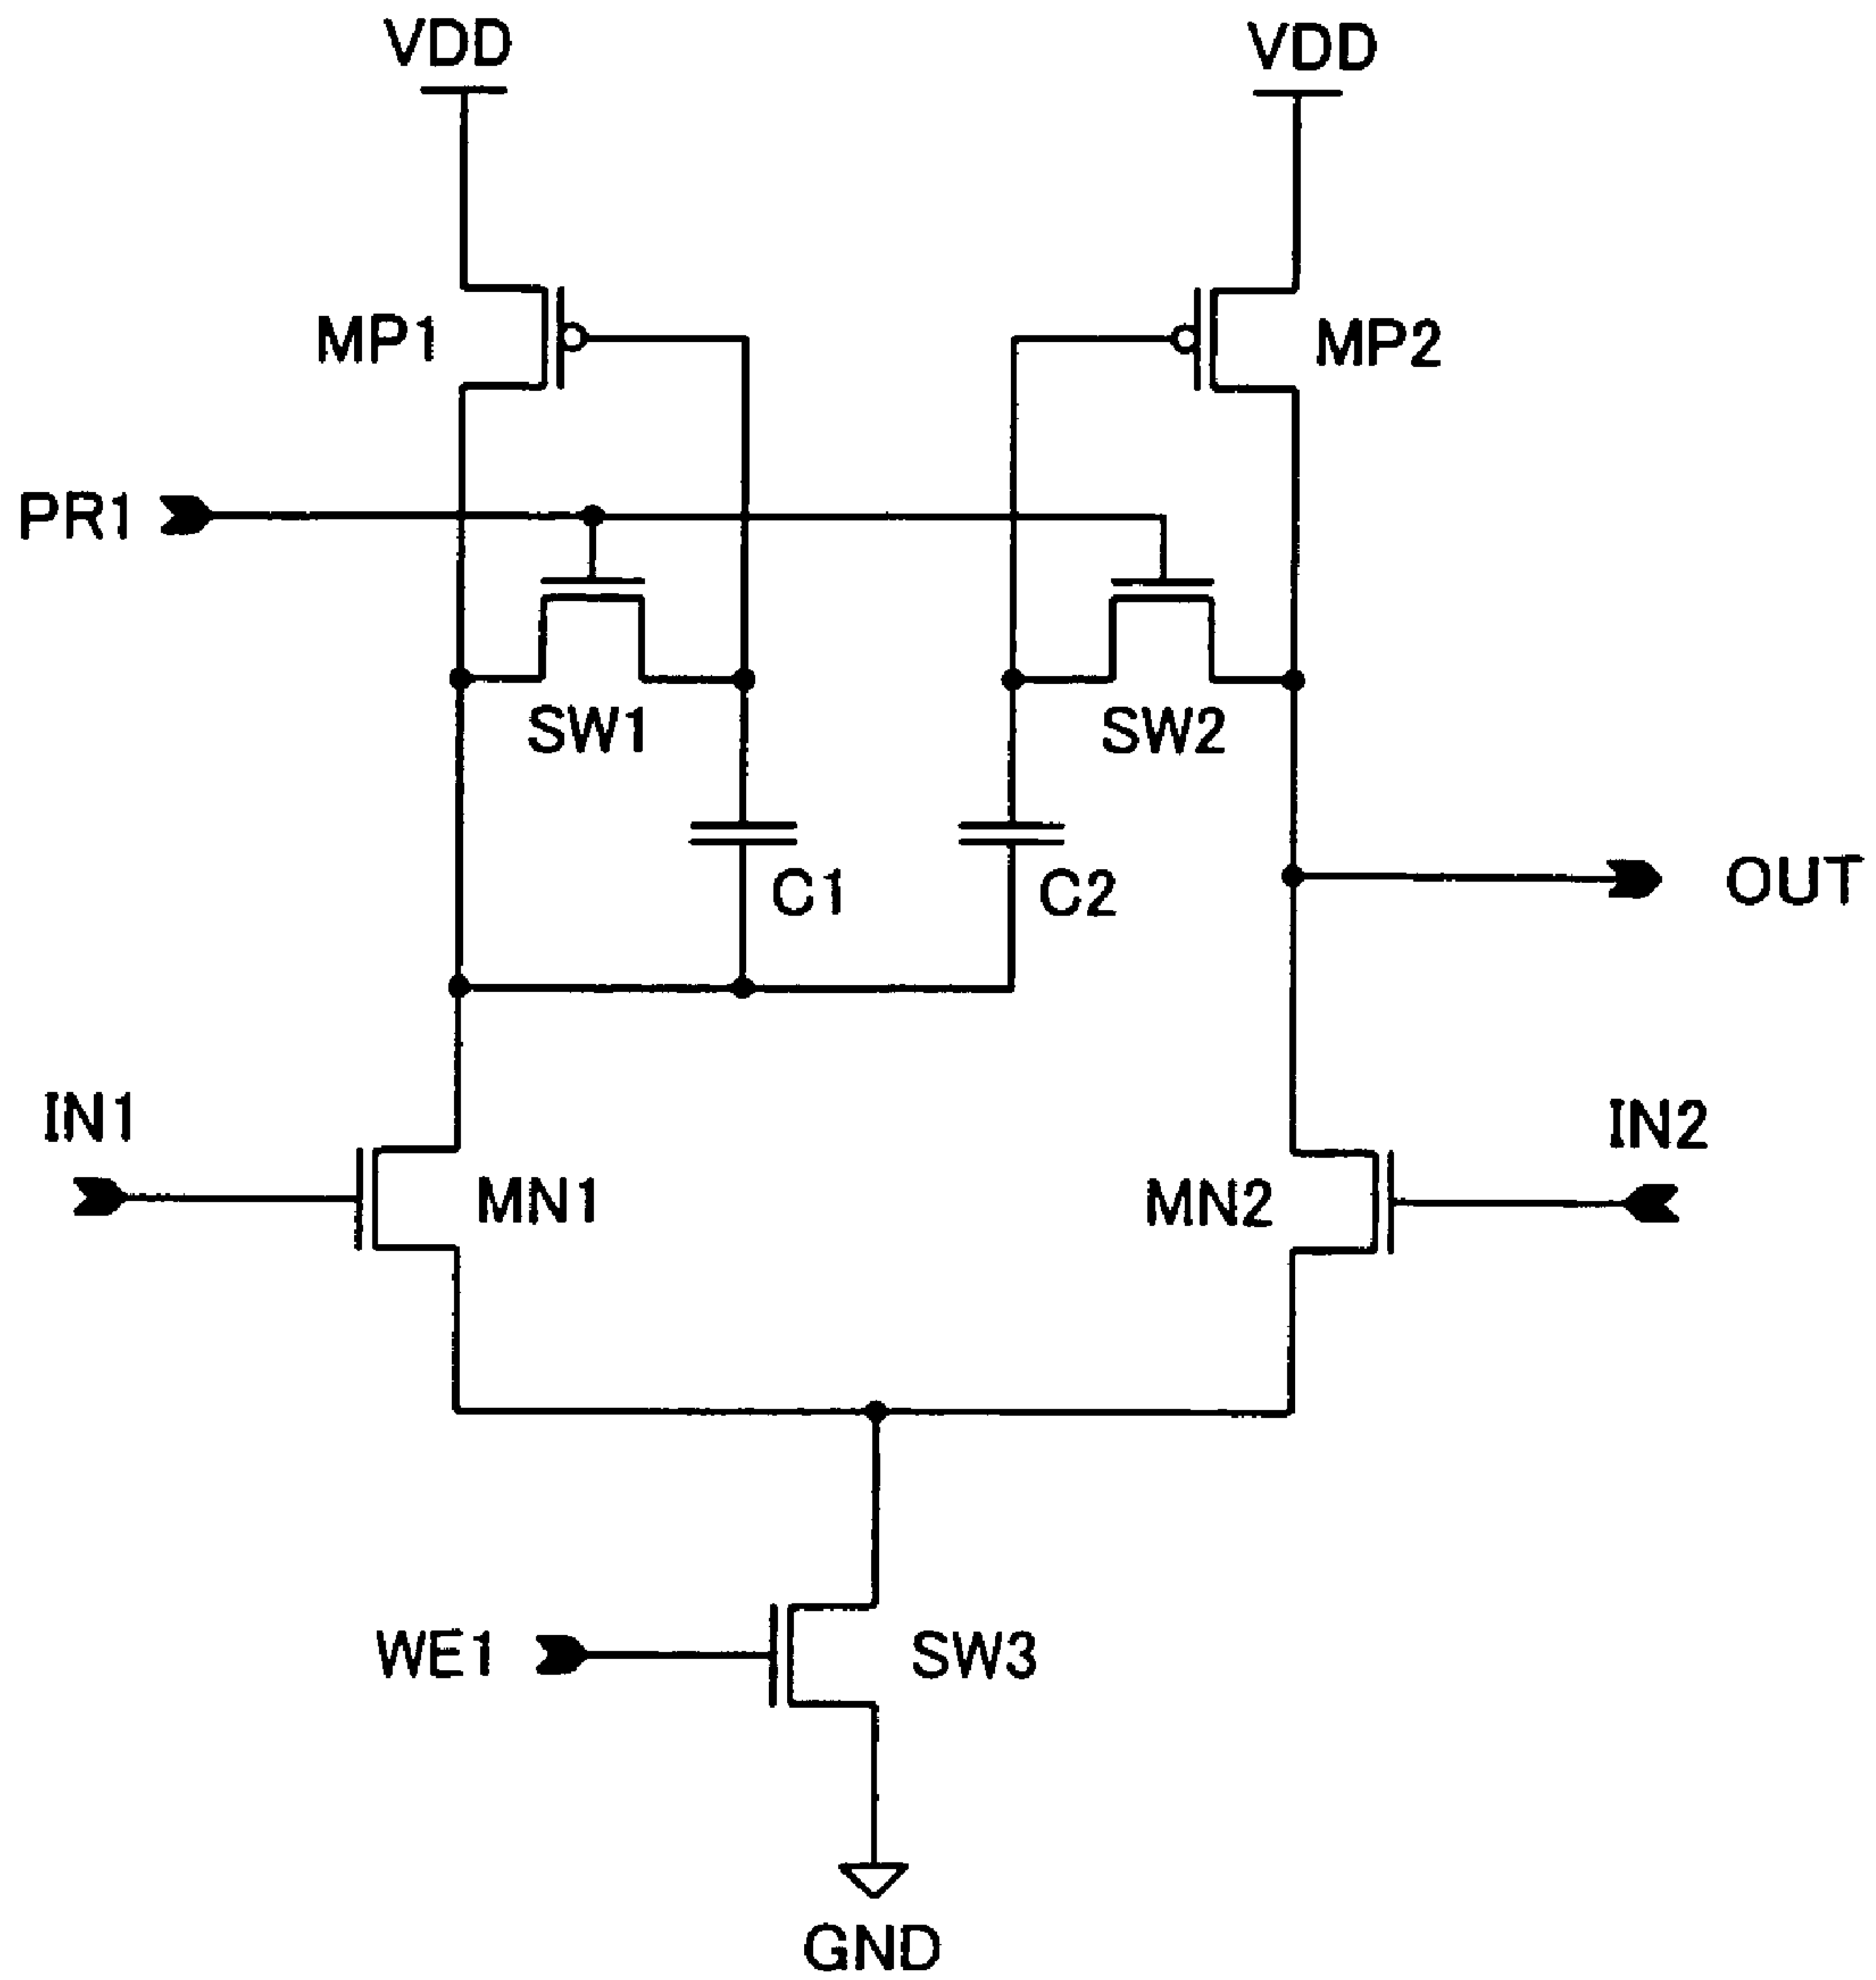 VDD
VDD
MP1
MP2
PR1
SW1
SW2
C1
C2
OUT
IN1
IN2
MN1
MN2
WE1
SW3
GND